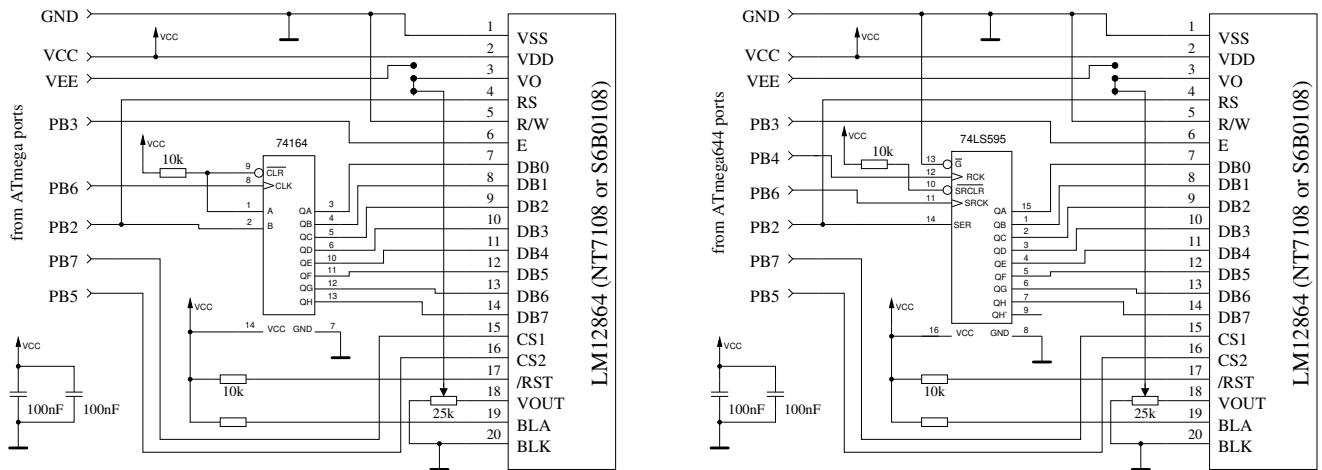 GND
VCC
VCC
VEE
PB3
PB6
PB2
PB7
PB5
from ATmega ports
VCC
10k
74164
9
CLR
8
CLK
1
A
2
B
QA
3
QB
4
QC
5
QD
6
QE
10
QF
11
QG
12
QH
13
14
VCC
GND
7
VCC
VCC
100nF
100nF
10k
25k
1
VSS
2
VDD
3
VO
4
RS
5
R/W
6
E
7
DB0
8
DB1
9
DB2
10
DB3
11
DB4
12
DB5
13
DB6
14
DB7
15
CS1
16
CS2
17
/RST
18
VOUT
19
BLA
20
BLK
LM12864 (NT7108 or S6B0108)
GND
VCC
VCC
VEE
PB3
PB4
PB6
PB2
PB7
PB5
from ATmega644 ports
VCC
10k
74LS595
13
G
12
RCK
10
SRCLR
11
SRCK
14
SER
QA
15
QB
1
QC
2
QD
3
QE
4
QF
5
QG
6
QH
7
QH'
9
16
VCC
GND
8
VCC
VCC
100nF
100nF
10k
25k
1
VSS
2
VDD
3
VO
4
RS
5
R/W
6
E
7
DB0
8
DB1
9
DB2
10
DB3
11
DB4
12
DB5
13
DB6
14
DB7
15
CS1
16
CS2
17
/RST
18
VOUT
19
BLA
20
BLK
LM12864 (NT7108 or S6B0108)